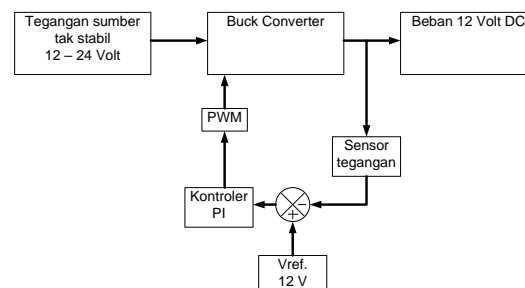 Tegangan sumber
tak stabil
12 – 24 Volt
Buck Converter
Beban 12 Volt DC
PWM
Sensor
tegangan
Kontroler
PI
−
+
Vref.
12 V